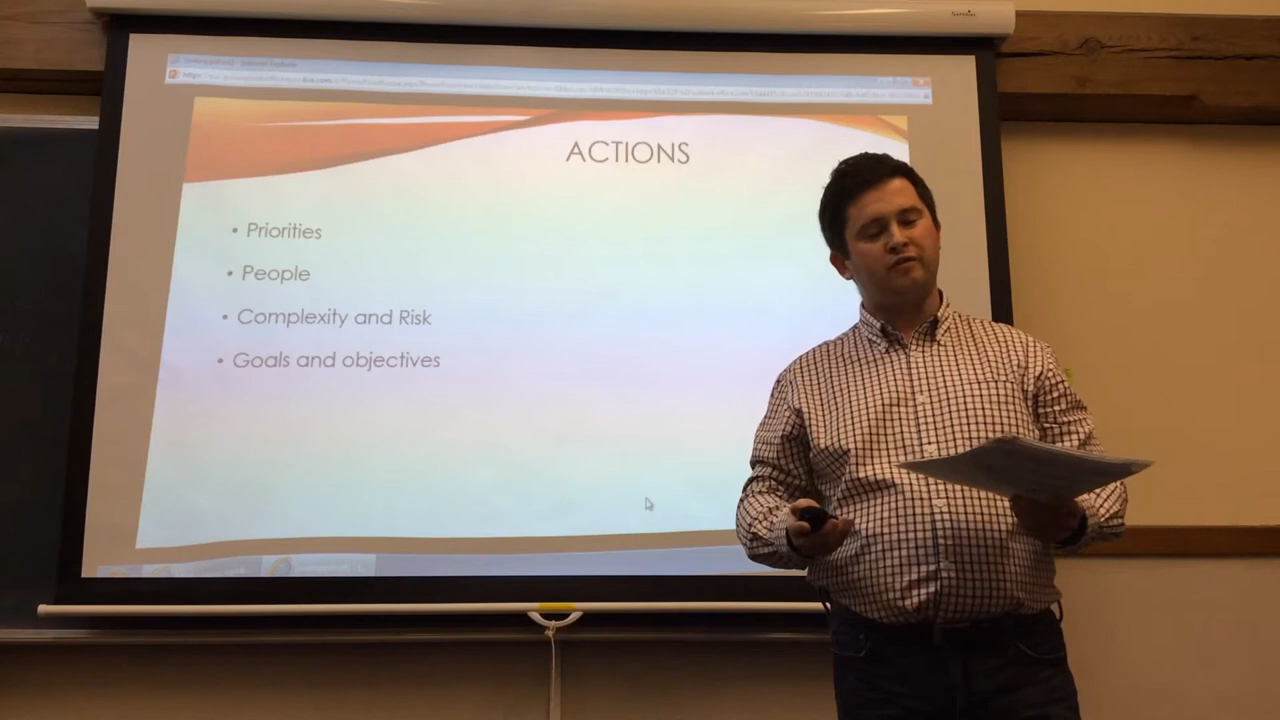 ACTIONS
• Priorities
• People
• Complexity and Risk
• Goals and objectives